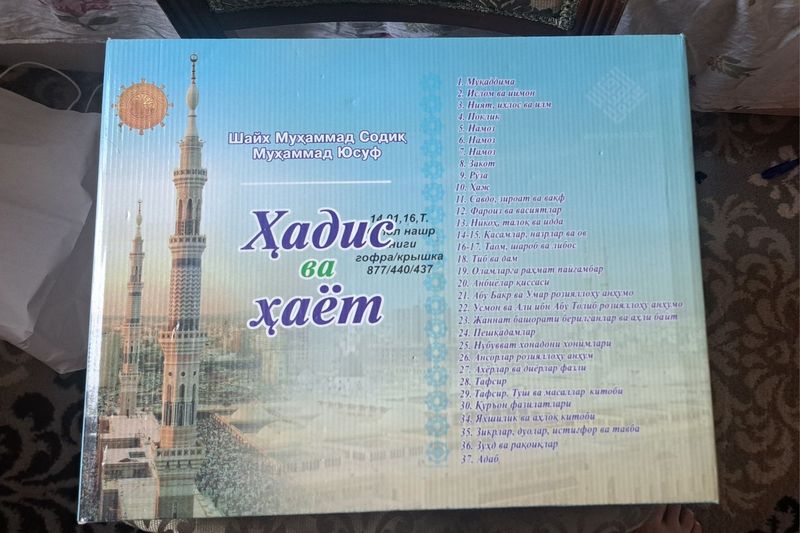 Шайх Муҳаммад Содиқ
Муҳаммад Юсуф
Ҳадис
ва
ҳаёт
14,01,16,Т.
нашр
гофра/крышка
877/440/437
1. Муқаддима
2. Ислом ва иймон
3. Ният, ихлос ва илм
4. Поклик
5. Намоз
6. Намоз
7. Намоз
8. Закот
9. Рўза
10. Ҳаж
11. Савдо, зироат ва вақф
12. Фароиз ва васиятлар
13. Никоҳ, талоқ ва идда
14-15. Қасамлар, назрлар ва ов
16-17. Таом, шароб ва либос
18. Тиб ва дам
19. Оламларга раҳмат пайғамбар
20. Анбиёлар қиссаси
21. Абу Бакр ва Умар розияллоҳу анҳумо
22. Усмон ва Али ибн Абу Толиб розияллоҳу анҳумо
23. Жаннат башорати берилганлар ва аҳли байт
24. Пешқадамлар
25. Нубувват хонадони хонимлари
26. Ансорлар розияллоҳу анҳум
27. Ахёрлар ва диёрлар фазли
28. Тафсир
29. Тафсир. Туш ва масаллар китоби
30. Қуръон фазилатлари
34. Яхшилик ва ахлоқ китоби
35. Зикрлар, дуолар, истиғфор ва тавба
36. Зуҳд ва рақоиқлар
37. Адаб